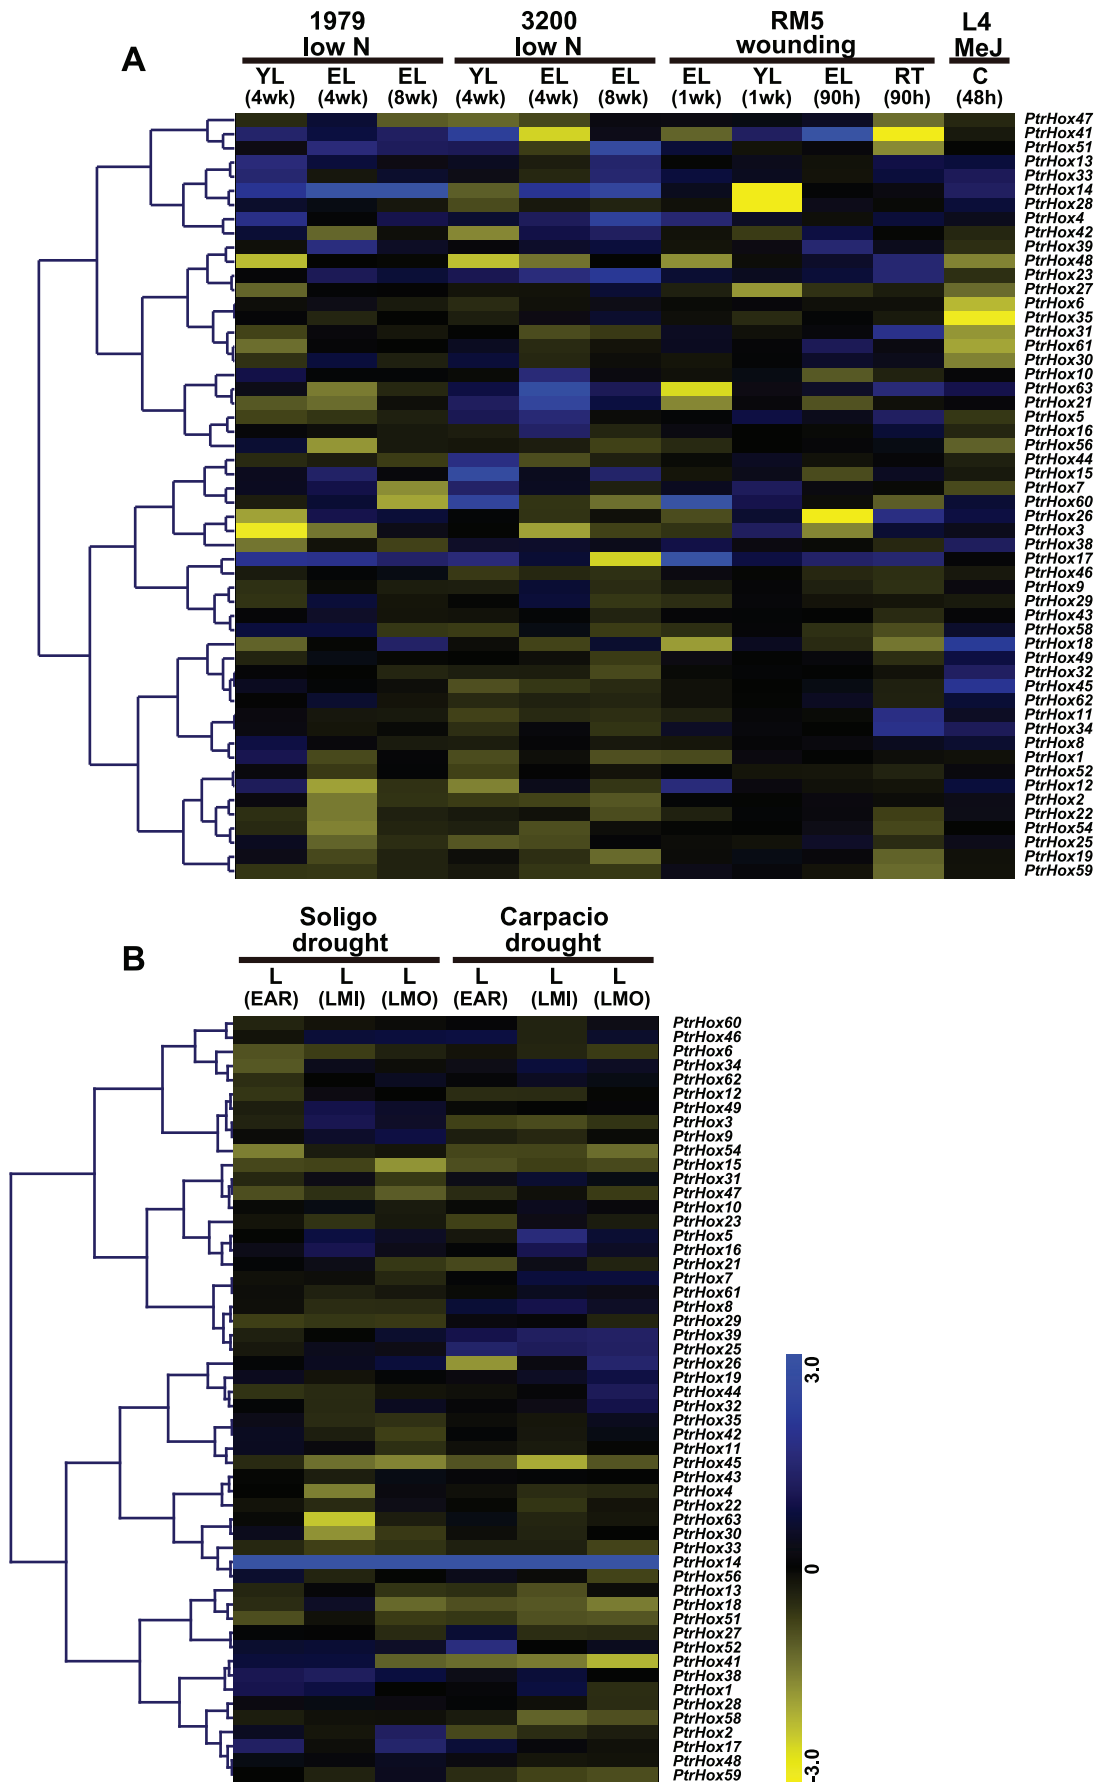 A
1979
low N
3200
low N
RM5
wounding
L4
MeJ
YL EL EL YL EL EL EL YL EL RT C
(4wk) (4wk) (8wk) (4wk) (4wk) (8wk) (1wk) (1wk) (90h) (90h) (48h)
PtrHox47
PtrHox41
PtrHox51
PtrHox13
PtrHox33
PtrHox14
PtrHox28
PtrHox4
PtrHox42
PtrHox39
PtrHox48
PtrHox23
PtrHox27
PtrHox6
PtrHox35
PtrHox31
PtrHox61
PtrHox30
PtrHox10
PtrHox63
PtrHox21
PtrHox5
PtrHox16
PtrHox56
PtrHox44
PtrHox15
PtrHox7
PtrHox60
PtrHox26
PtrHox3
PtrHox38
PtrHox17
PtrHox46
PtrHox9
PtrHox29
PtrHox43
PtrHox58
PtrHox18
PtrHox49
PtrHox32
PtrHox45
PtrHox62
PtrHox11
PtrHox34
PtrHox8
PtrHox1
PtrHox52
PtrHox12
PtrHox2
PtrHox22
PtrHox54
PtrHox25
PtrHox19
PtrHox59
B
Soligo
drought
Carpacio
drought
L L L L L L
(EAR) (LMI) (LMO) (EAR) (LMI) (LMO)
PtrHox60
PtrHox46
PtrHox6
PtrHox34
PtrHox62
PtrHox12
PtrHox49
PtrHox3
PtrHox9
PtrHox54
PtrHox15
PtrHox31
PtrHox47
PtrHox10
PtrHox23
PtrHox5
PtrHox16
PtrHox21
PtrHox7
PtrHox61
PtrHox8
PtrHox29
PtrHox39
PtrHox25
PtrHox26
PtrHox19
PtrHox44
PtrHox32
PtrHox35
PtrHox42
PtrHox11
PtrHox45
PtrHox43
PtrHox4
PtrHox22
PtrHox63
PtrHox30
PtrHox33
PtrHox14
PtrHox56
PtrHox13
PtrHox18
PtrHox51
PtrHox27
PtrHox52
PtrHox41
PtrHox38
PtrHox1
PtrHox28
PtrHox58
PtrHox2
PtrHox17
PtrHox48
PtrHox59
3.0
0
-3.0